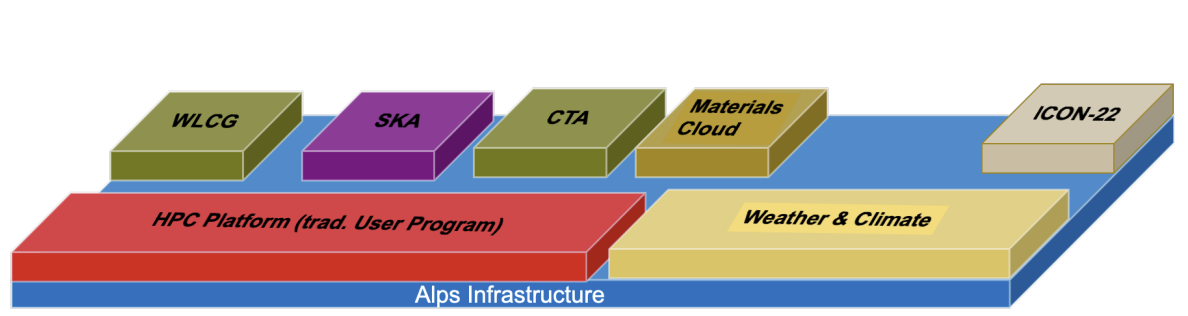 WLCG
SKA
CTA
Materials
Cloud
ICON-22
HPC Platform (trad. User Program)
Weather & Climate
Alps Infrastructure